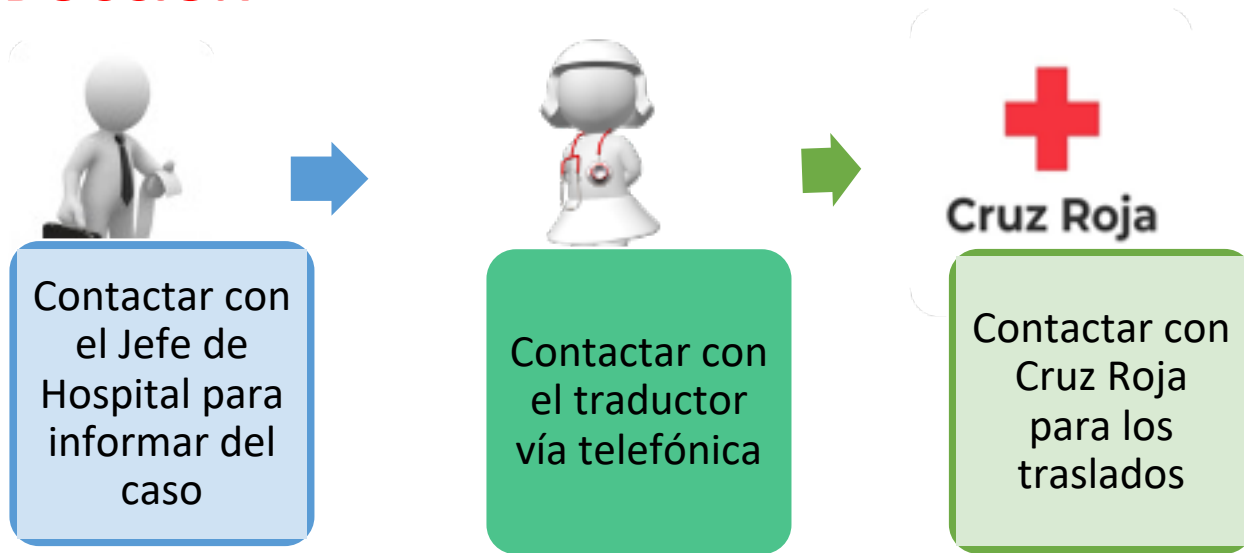 Cruz Roja
Contactar con
el Jefe de
Hospital para
informar del
caso
Contactar con
el traductor
vía telefónica
Contactar con
Cruz Roja
para los
traslados